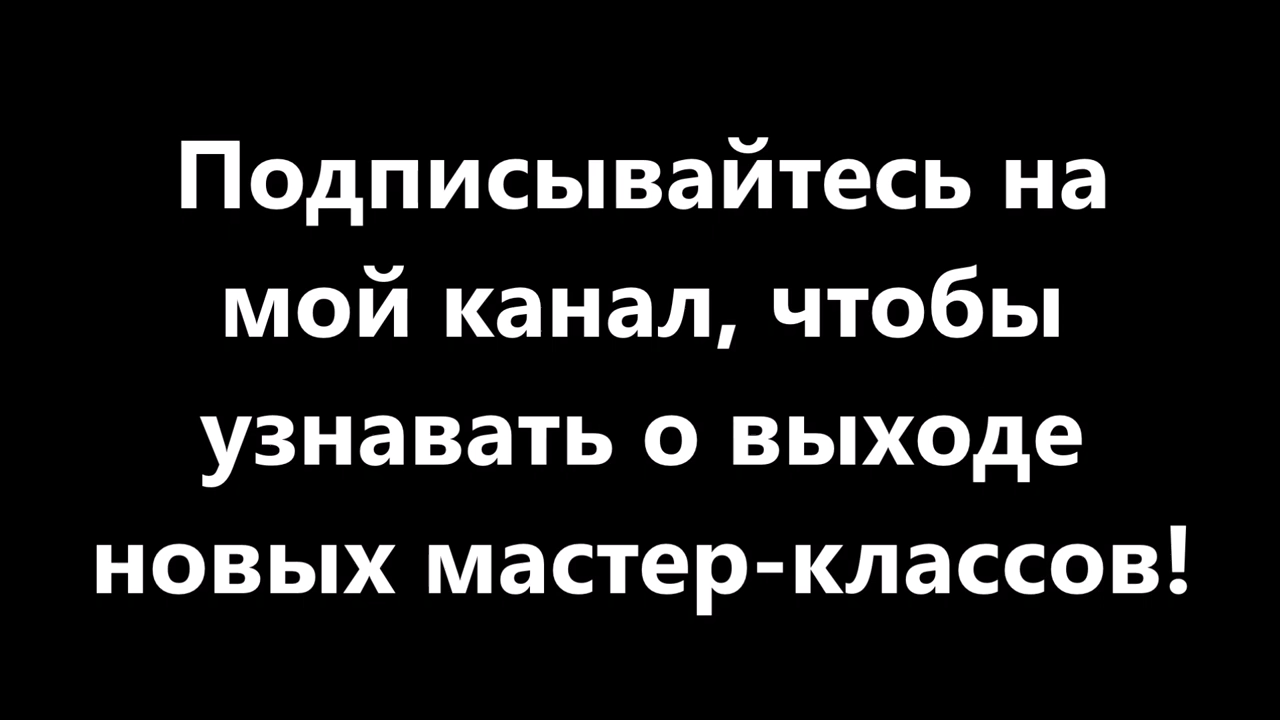 Подписывайтесь на
мой канал, чтобы
узнавать о выходе
новых мастер-классов!